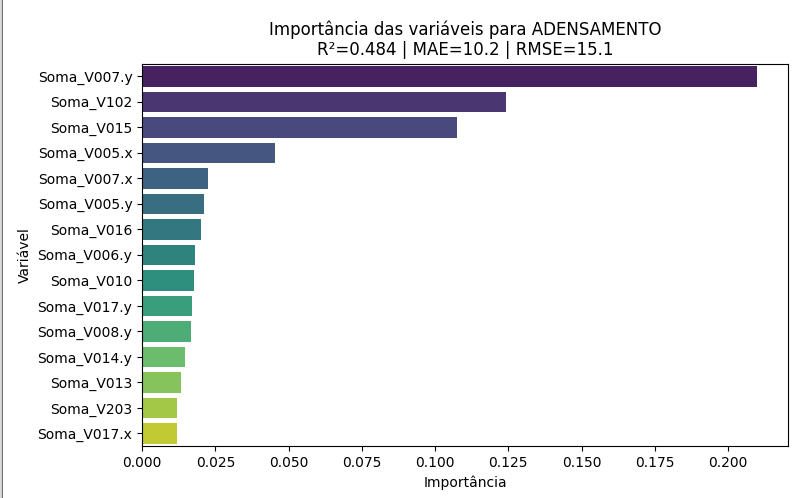 Importância das variáveis para ADENSAMENTO
R²=0.484 | MAE=10.2 | RMSE=15.1
Variável
Soma_V007.y
Soma_V102
Soma_V015
Soma_V005.x
Soma_V007.x
Soma_V005.y
Soma_V016
Soma_V006.y
Soma_V010
Soma_V017.y
Soma_V008.y
Soma_V014.y
Soma_V013
Soma_V203
Soma_V017.x
0.000 0.025 0.050 0.075 0.100 0.125 0.150 0.175 0.200
Importância